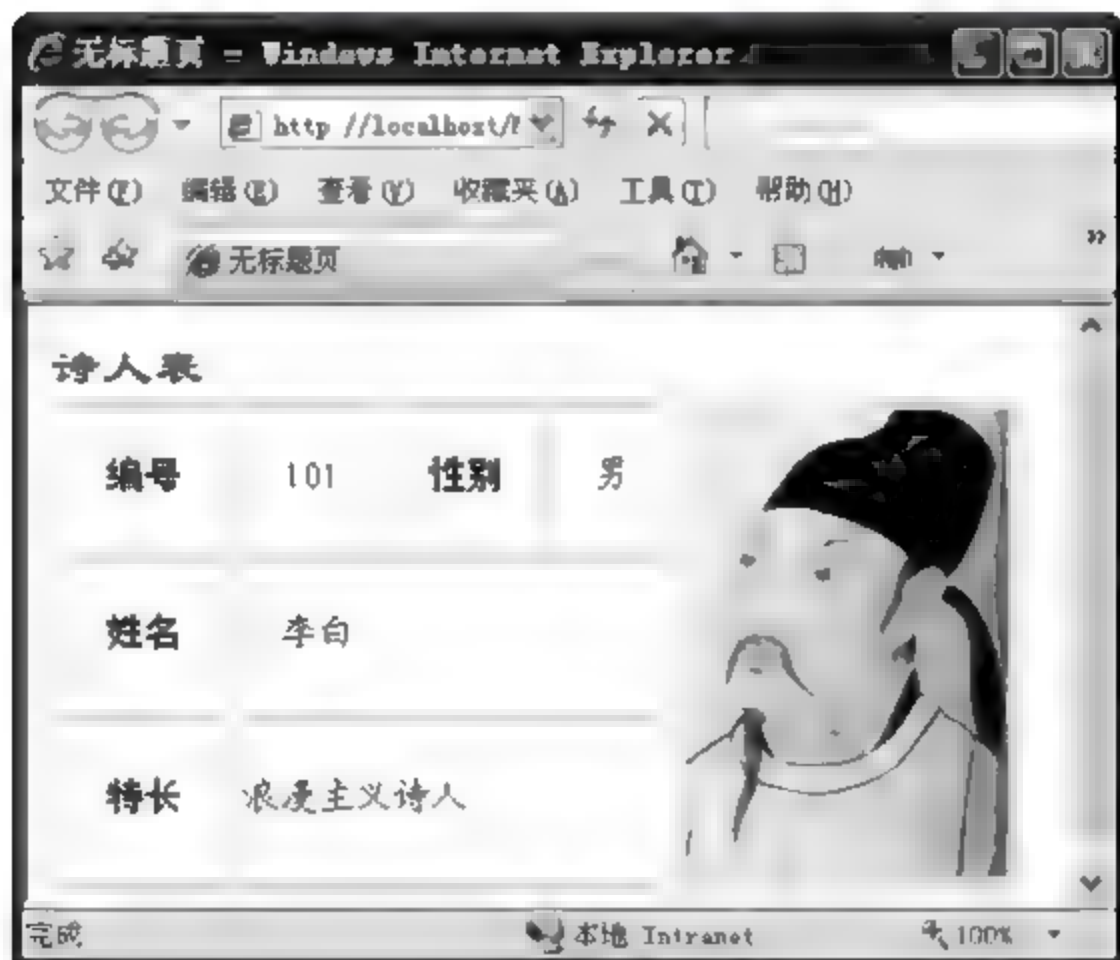 无标题页 - Windows Internet Explorer
http //localhost/
文件(F) 编辑(E) 查看(V) 收藏夹(A) 工具(T) 帮助(H)
无标题页
诗人表
编号 101 性别 男
姓名 李白
特长 浪漫主义诗人
完成 本地 Intranet 100%